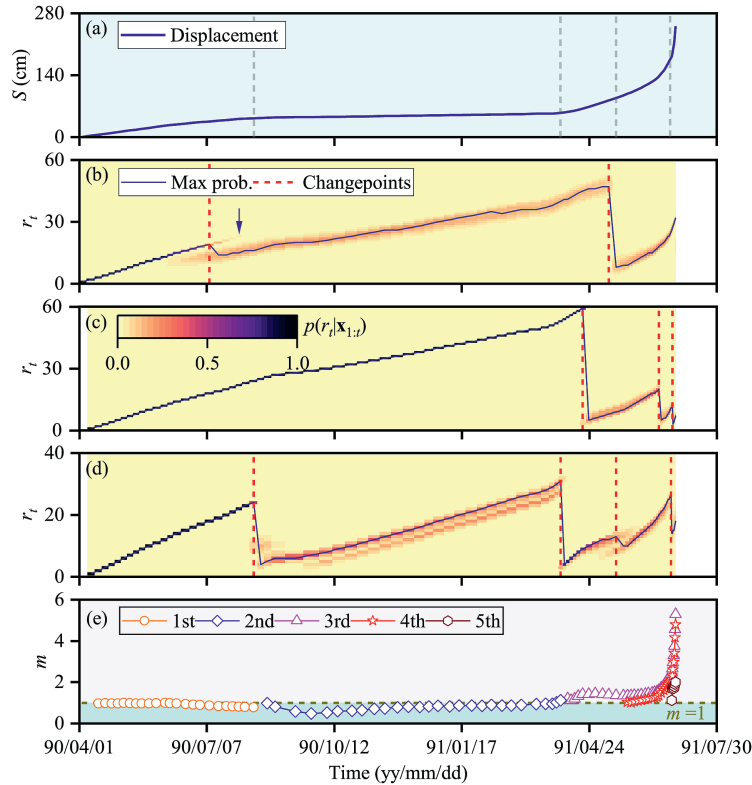 280
(a)
Displacement
S (cm)
140
0
60
(b)
Max prob.
Changepoints
r_t
30
0
60
(c)
p(r_t|x_{1:t})
0.0
0.5
1.0
r_t
30
0
40
(d)
r_t
20
0
6
(e)
1st
2nd
3rd
4th
5th
4
m
2
m =1
0
90/04/01
90/07/07
90/10/12
91/01/17
91/04/24
91/07/30
Time (yy/mm/dd)